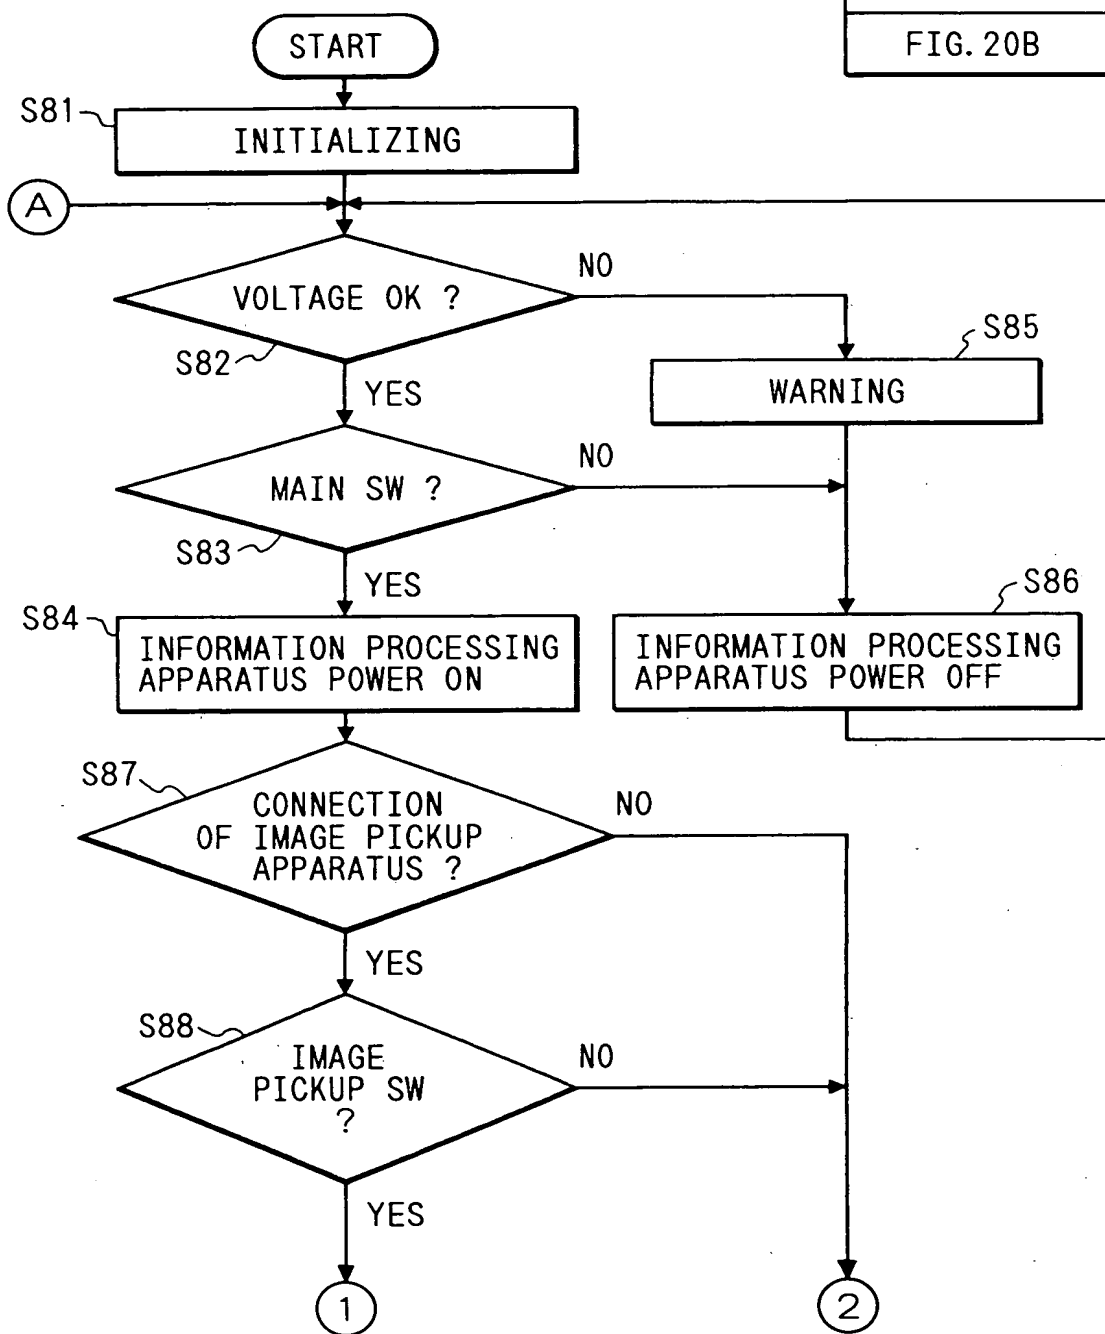 START
FIG. 20B
S81
INITIALIZING
A
VOLTAGE OK ?
NO
S82
YES
S85
WARNING
MAIN SW ?
NO
S83
YES
S84
INFORMATION PROCESSING
APPARATUS POWER ON
S86
INFORMATION PROCESSING
APPARATUS POWER OFF
S87
CONNECTION
OF IMAGE PICKUP
APPARATUS ?
NO
YES
S88
IMAGE
PICKUP SW
?
NO
YES
1
2